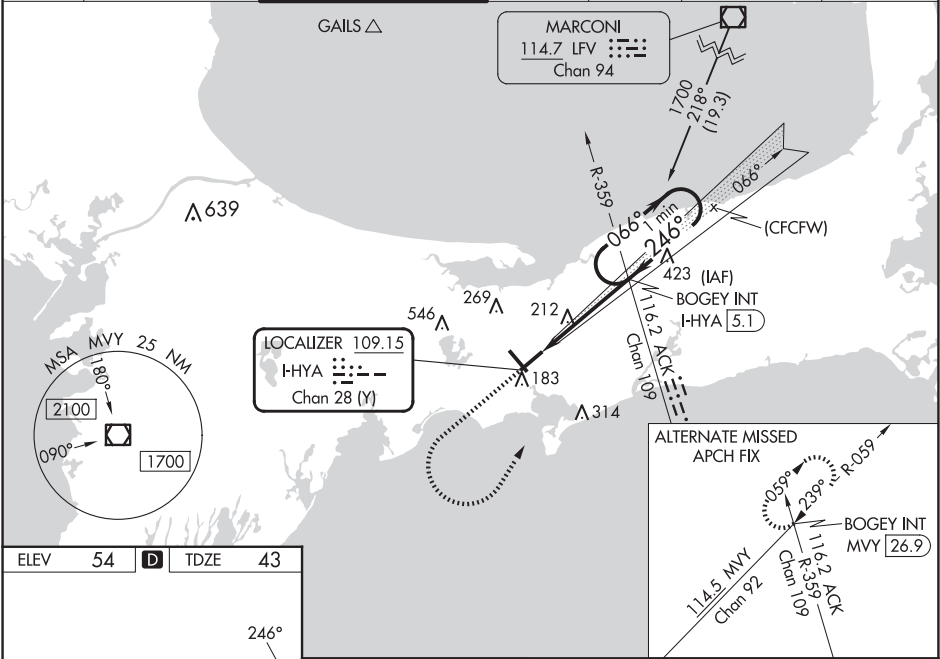 GAILS
MARCONI
114.7 LFV
Chan 94
1700
218°
(19.3)
R-359
066°
1 min
246°
066°
(CFCFW)
639
423
(IAF)
BOGEY INT
I-HYA 5.1
269
546
212
LOCALIZER 109.15
I-HYA
Chan 28 (Y)
183
314
116.2 ACK
Chan 109
MSA MVY 25 NM
180°
2100
090°
1700
ALTERNATE MISSED
APCH FIX
059°
239°
R-059
BOGEY INT
MVY 26.9
114.5 MVY
Chan 92
116.2 ACK
R-359
Chan 109
ELEV 54 D TDZE 43
246°